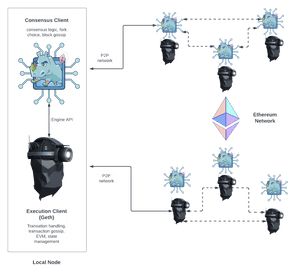 Consensus Client
consensus logic, fork
choice, block gossip
P2P
network
Engine API
Ethereum
Network
P2P
network
Execution Client
(Geth)
Transation handling,
transaction gossip,
EVM, state
management
Local Node